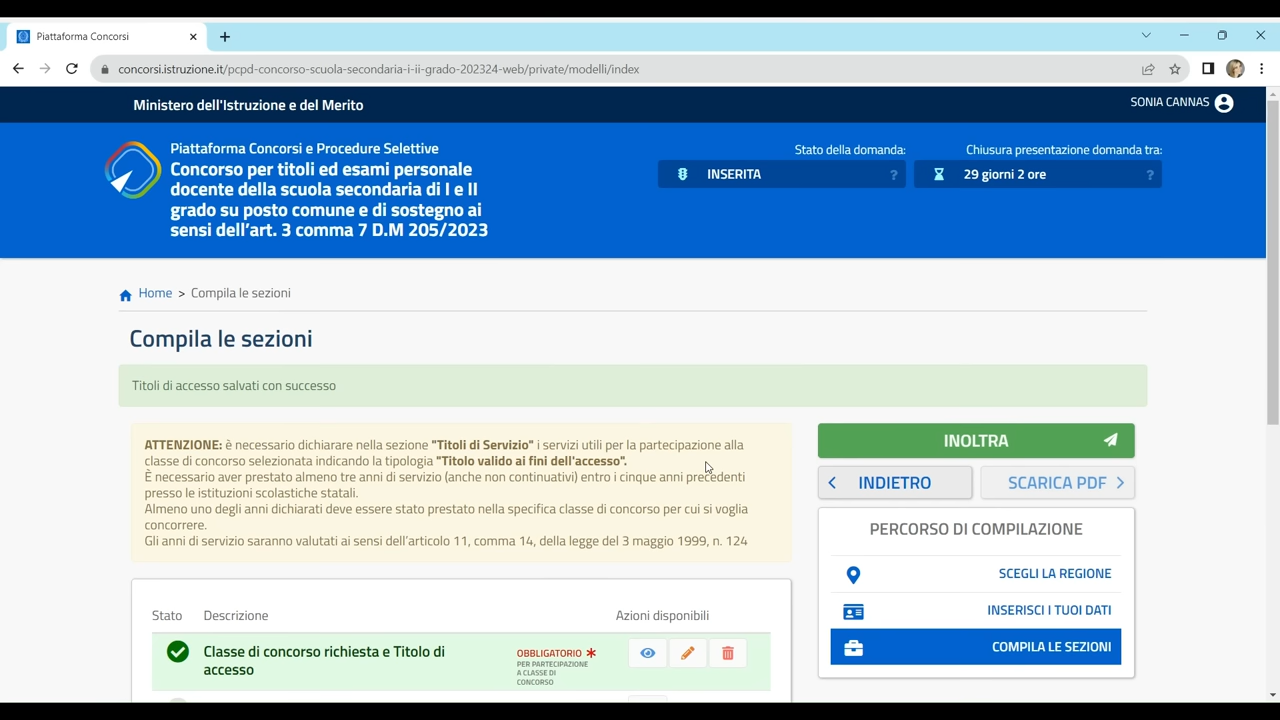 Piattaforma Concorsi
concorsi.istruzione.it/pcpd-concorso-scuola-secondaria-i-ii-grado-202324-web/private/modelli/index
Ministero dell'Istruzione e del Merito
SONIA CANNAS
Piattaforma Concorsi e Procedure Selettive
Concorso per titoli ed esami personale
docente della scuola secondaria di I e II
grado su posto comune e di sostegno ai
sensi dell'art. 3 comma 7 D.M 205/2023
Stato della domanda:
INSERITA ?
Chiusura presentazione domanda tra:
29 giorni 2 ore ?
Home > Compila le sezioni
Compila le sezioni
Titoli di accesso salvati con successo
ATTENZIONE: è necessario dichiarare nella sezione "Titoli di Servizio" i servizi utili per la partecipazione alla
classe di concorso selezionata indicando la tipologia "Titolo valido ai fini dell'accesso".
È necessario aver prestato almeno tre anni di servizio (anche non continuativi) entro i cinque anni precedenti
presso le istituzioni scolastiche statali.
Almeno uno degli anni dichiarati deve essere stato prestato nella specifica classe di concorso per cui si voglia
concorrere.
Gli anni di servizio saranno valutati ai sensi dell'articolo 11, comma 14, della legge del 3 maggio 1999, n. 124
INOLTRA
INDIETRO
SCARICA PDF
PERCORSO DI COMPILAZIONE
SCEGLI LA REGIONE
INSERISCI I TUOI DATI
COMPILA LE SEZIONI
Stato Descrizione Azioni disponibili
Classe di concorso richiesta e Titolo di
accesso
OBBLIGATORIO *
PER PARTECIPAZIONE
A CLASSE DI
CONCORSO